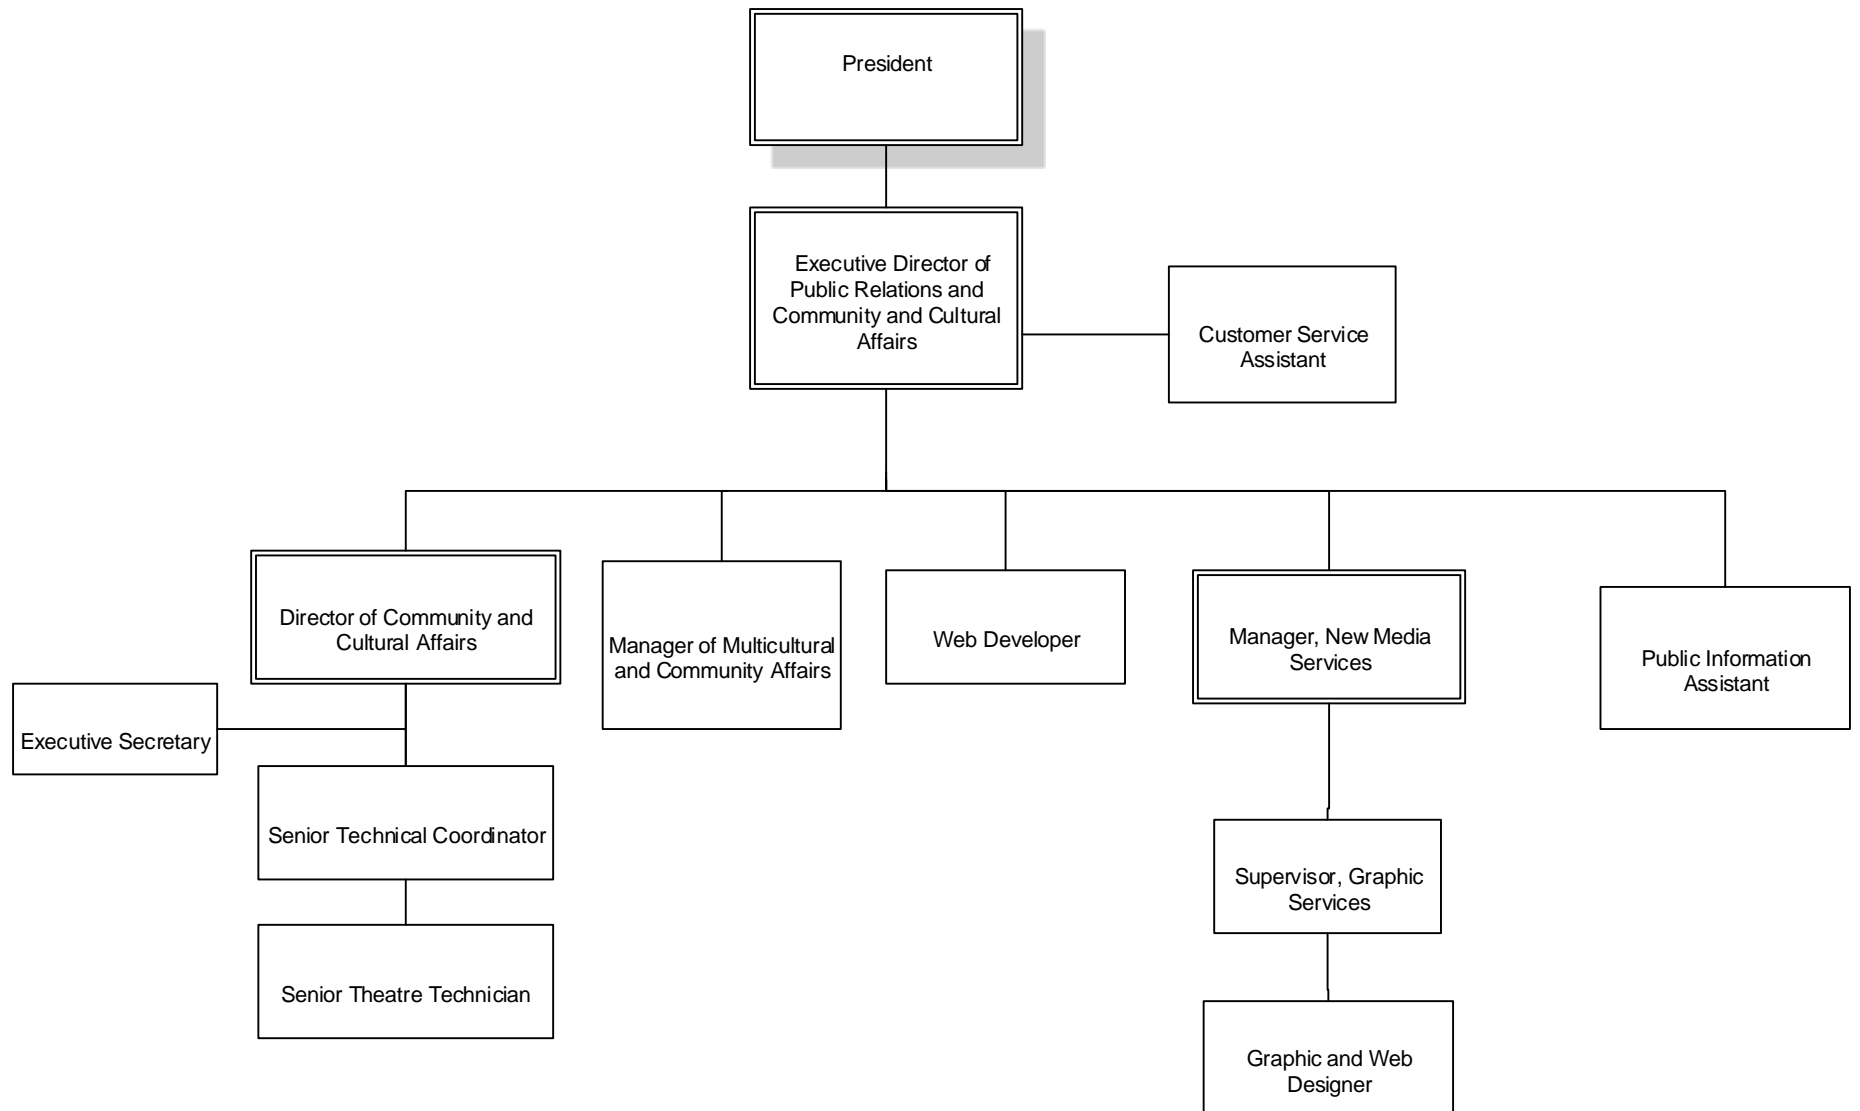 President
Executive Director of
Public Relations and
Community and Cultural
Affairs
Customer Service
Assistant
Director of Community and
Cultural Affairs
Manager of Multicultural
and Community Affairs
Web Developer
Manager, New Media
Services
Public Information
Assistant
Executive Secretary
Senior Technical Coordinator
Supervisor, Graphic
Services
Senior Theatre Technician
Graphic and Web
Designer